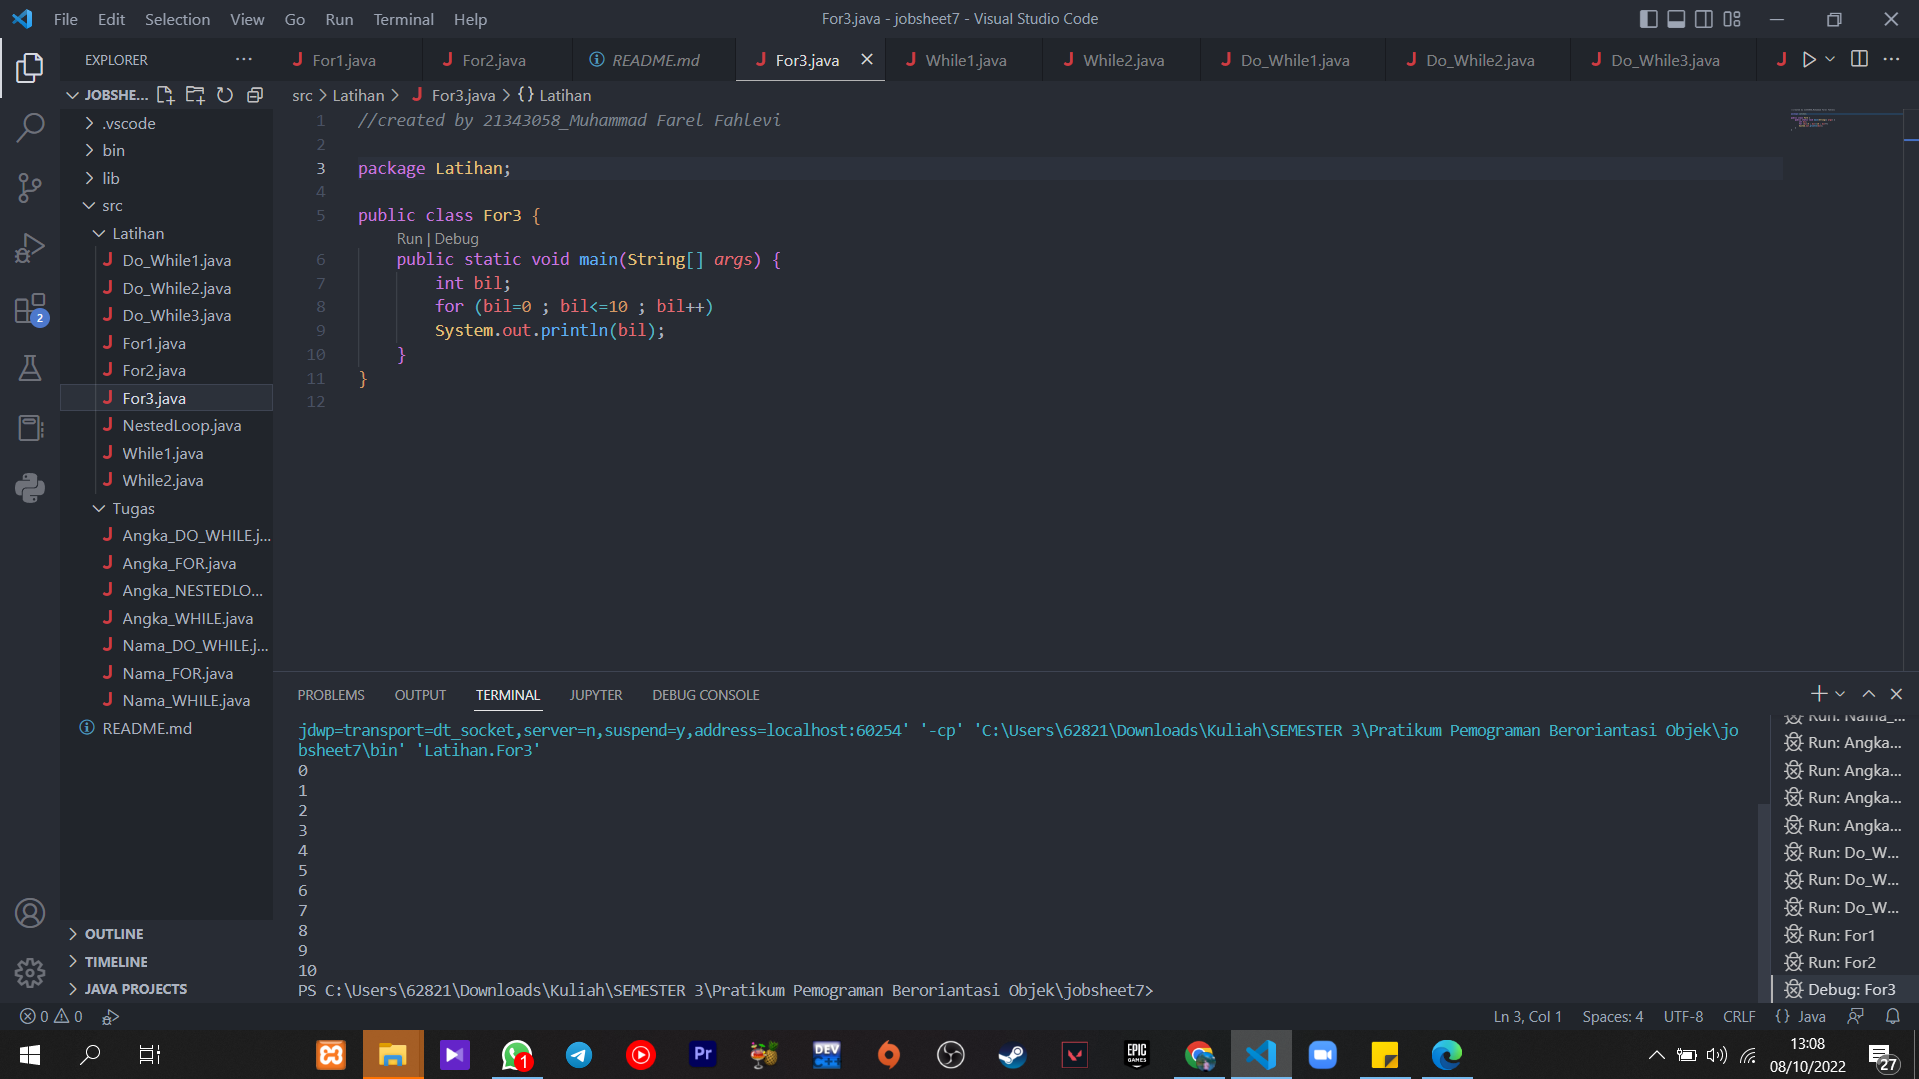 File Edit Selection View Go Run Terminal Help
For3.java - jobsheet7 - Visual Studio Code
EXPLORER
For1.java For2.java README.md For3.java While1.java While2.java Do_While1.java Do_While2.java Do_While3.java
JOBSHE...
src > Latihan > For3.java > {} Latihan
.vscode
bin
lib
src
Latihan
Do_While1.java
Do_While2.java
Do_While3.java
For1.java
For2.java
For3.java
NestedLoop.java
While1.java
While2.java
Tugas
Angka_DO_WHILE.j...
Angka_FOR.java
Angka_NESTEDLO...
Angka_WHILE.java
Nama_DO_WHILE.j...
Nama_FOR.java
Nama_WHILE.java
README.md
OUTLINE
TIMELINE
JAVA PROJECTS
2
1 //created by 21343058_Muhammad Farel Fahlevi
2
3 package Latihan;
4
5 public class For3 {
Run | Debug
6 public static void main(String[] args) {
7 int bil;
8 for (bil=0 ; bil<=10 ; bil++)
9 System.out.println(bil);
10 }
11 }
12
PROBLEMS OUTPUT TERMINAL JUPYTER DEBUG CONSOLE
jdwp=transport=dt_socket,server=n,suspend=y,address=localhost:60254' '-cp' 'C:\Users\62821\Downloads\Kuliah\SEMESTER 3\Pratikum Pemograman Beroriantasi Objek\jo
bsheet7\bin' 'Latihan.For3'
0
1
2
3
4
5
6
7
8
9
10
PS C:\Users\62821\Downloads\Kuliah\SEMESTER 3\Pratikum Pemograman Beroriantasi Objek\jobsheet7>
Run: Nama_...
Run: Angka...
Run: Angka...
Run: Angka...
Run: Angka...
Run: Do_W...
Run: Do_W...
Run: Do_W...
Run: For1
Run: For2
Debug: For3
0 0
Ln 3, Col 1 Spaces: 4 UTF-8 CRLF {} Java
1
Pr
DEV
C++
EPIC
GAMES
13:08
08/10/2022
27